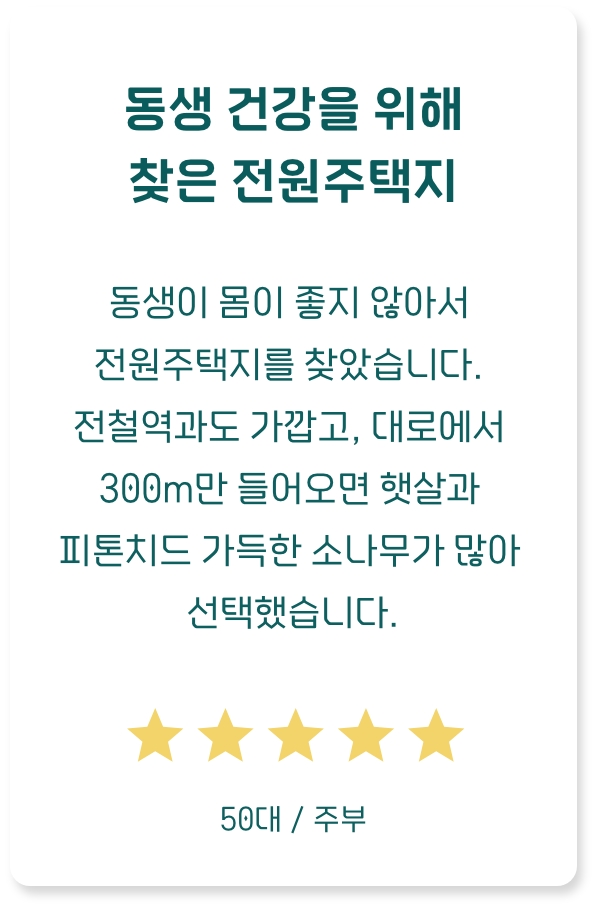 동생 건강을 위해
찾은 전원주택지
동생이 몸이 좋지 않아서
전원주택지를 찾았습니다.
전철역과도 가깝고, 대로에서
300m만 들어오면 햇살과
피톤치드 가득한 소나무가 많아
선택했습니다.
50대 / 주부